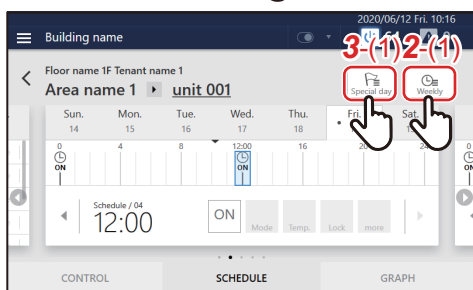 2020/06/12 Fri. 10:16
Building name
3-(1) 2-(1)
Floor name 1F Tenant name 1
Area name 1 unit 001
Special day Weekly
Sun. Mon. Tue. Wed. Thu. Fri. Sat.
14 15 16 17 18
0 4 8 12:00 16 20 24 0
ON ON ON
Schedule / 04
12:00
ON Mode Temp. Lock more
CONTROL SCHEDULE GRAPH